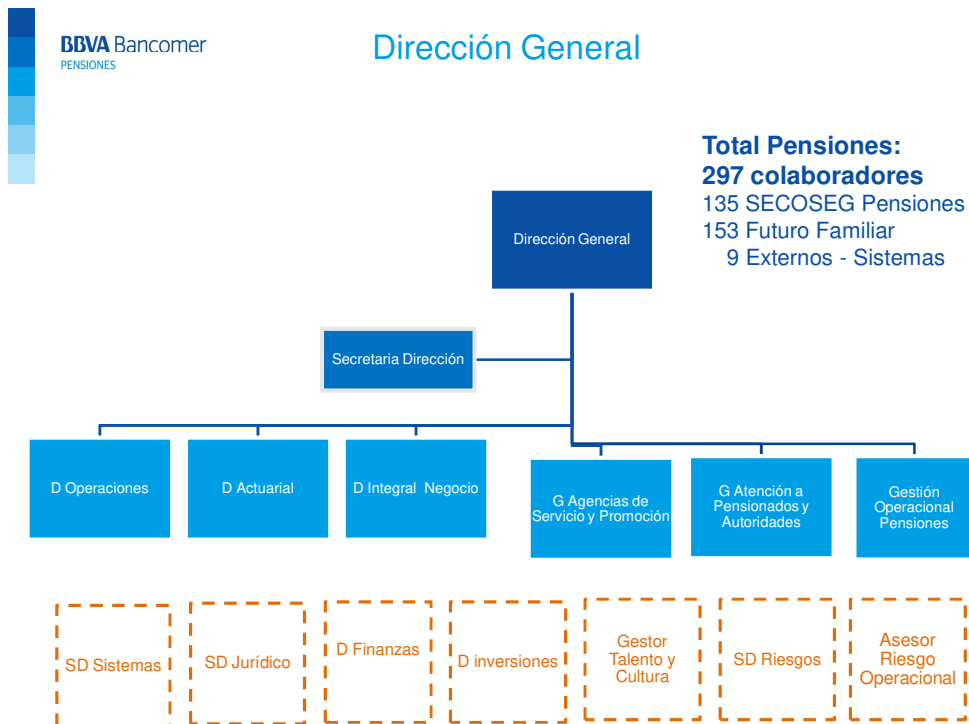 BBVA Bancomer
PENSIONES
Dirección General
Total Pensiones:
297 colaboradores
135 SECOSEG Pensiones
153 Futuro Familiar
9 Externos - Sistemas
Dirección General
Secretaria Dirección
D Operaciones
D Actuarial
D Integral Negocio
G Agencias de
Servicio y Promoción
G Atención a
Pensionados y
Autoridades
Gestión
Operacional
Pensiones
SD Sistemas
SD Jurídico
D Finanzas
D inversiones
Gestor
Talento y
Cultura
SD Riesgos
Asesor
Riesgo
Operacional